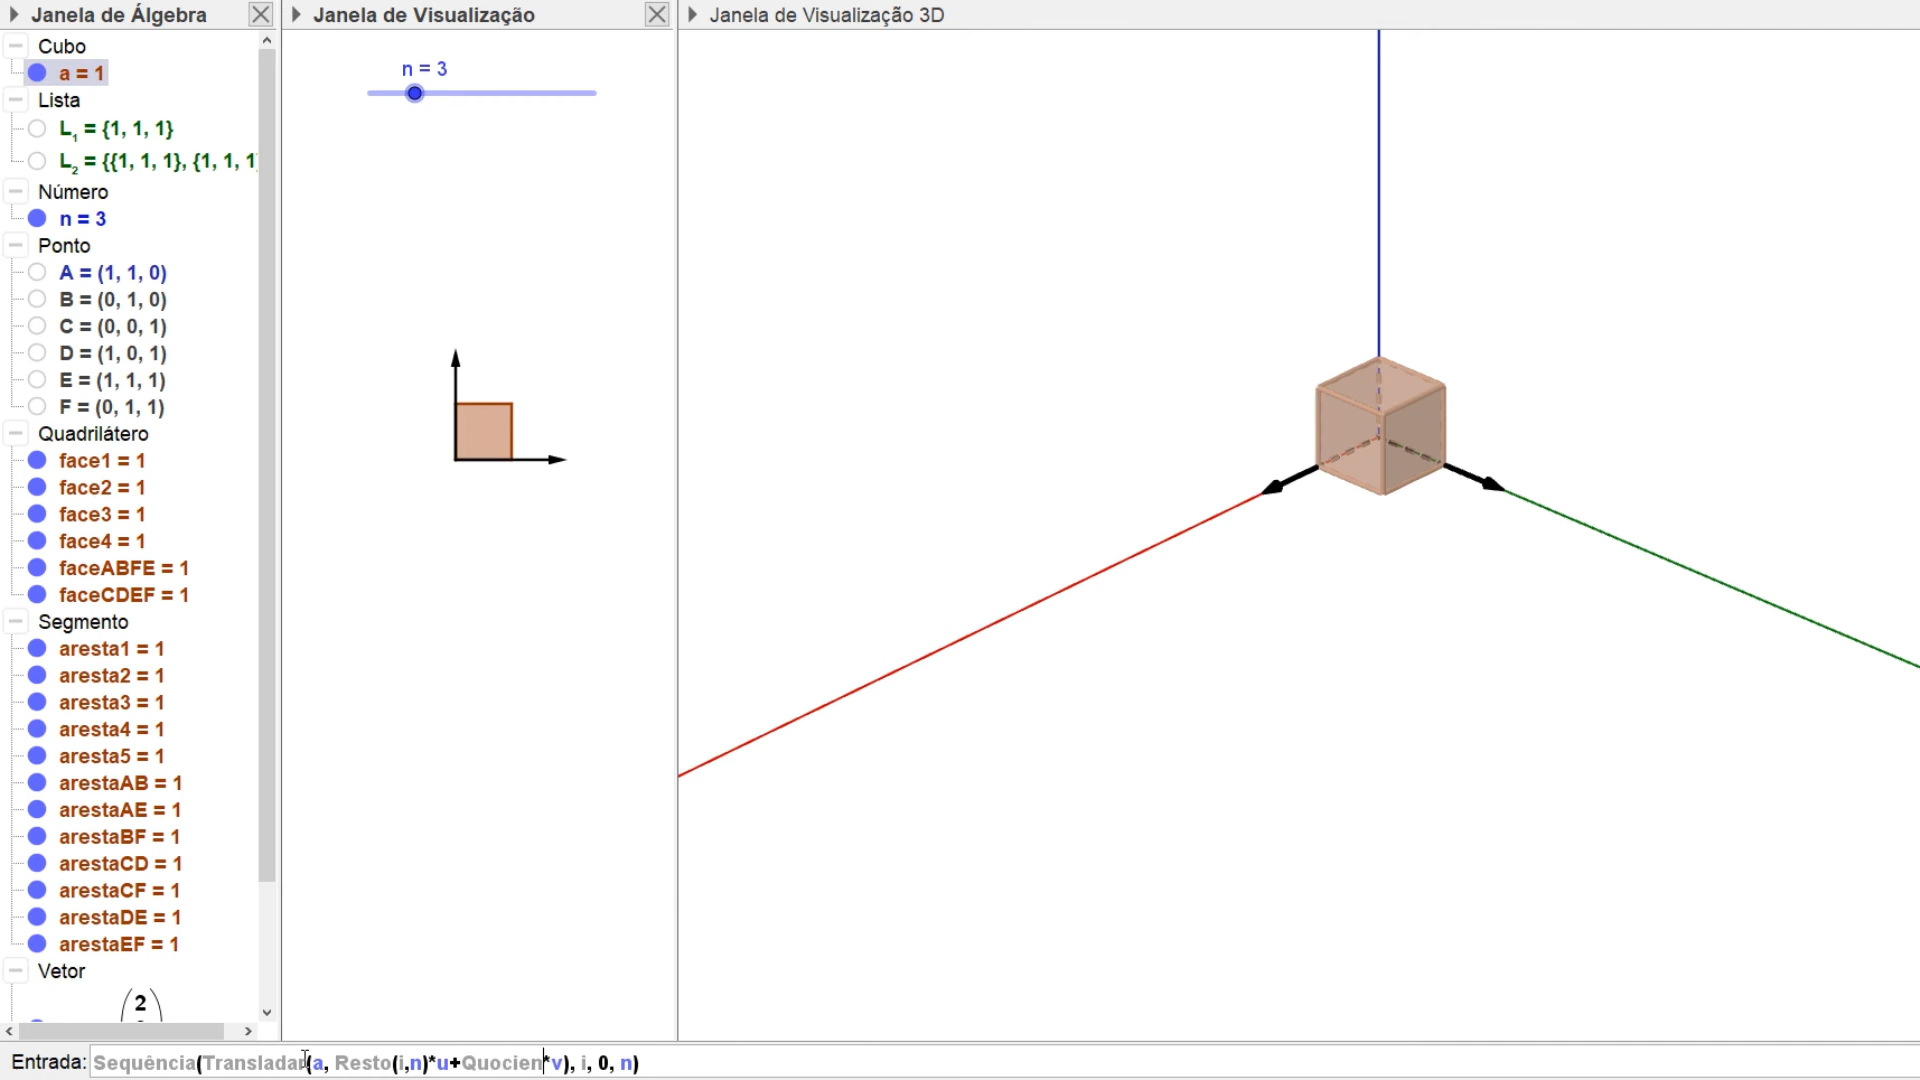 Janela de Álgebra
Cubo
a = 1
Lista
L1 = {1, 1, 1}
L2 = {{1, 1, 1}, {1, 1, 1
Número
n = 3
Ponto
A = (1, 1, 0)
B = (0, 1, 0)
C = (0, 0, 1)
D = (1, 0, 1)
E = (1, 1, 1)
F = (0, 1, 1)
Quadrilátero
face1 = 1
face2 = 1
face3 = 1
face4 = 1
faceABFE = 1
faceCDEF = 1
Segmento
aresta1 = 1
aresta2 = 1
aresta3 = 1
aresta4 = 1
aresta5 = 1
arestaAB = 1
arestaAE = 1
arestaBF = 1
arestaCD = 1
arestaCF = 1
arestaDE = 1
arestaEF = 1
Vetor
2
Janela de Visualização
n = 3
Janela de Visualização 3D
Entrada: Sequência(Transladar(a, Resto(i,n)*u+Quocien*v), i, 0, n)